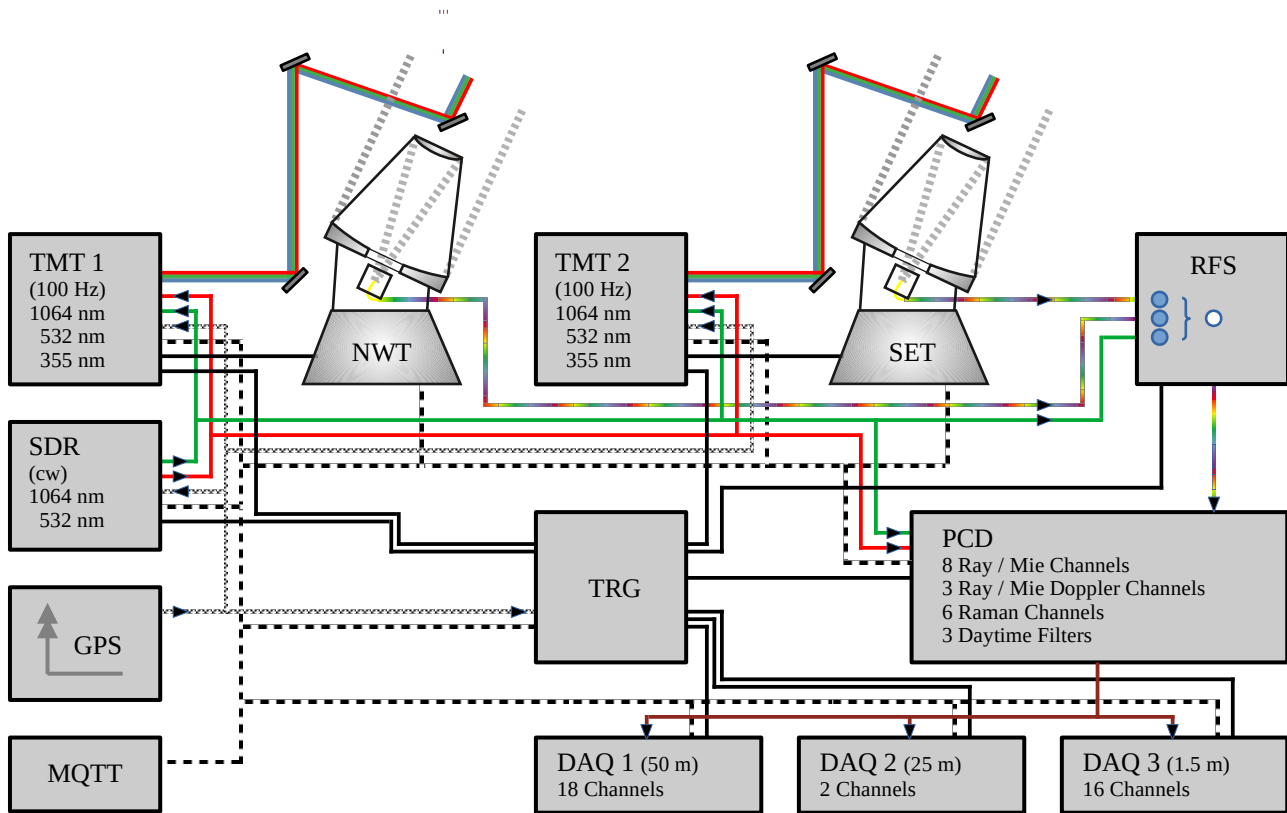 TMT 1
(100 Hz)
1064 nm
532 nm
355 nm
NWT
TMT 2
(100 Hz)
1064 nm
532 nm
355 nm
SET
RFS
SDR
(cw)
1064 nm
532 nm
GPS
TRG
PCD
8 Ray / Mie Channels
3 Ray / Mie Doppler Channels
6 Raman Channels
3 Daytime Filters
MQTT
DAQ 1 (50 m)
18 Channels
DAQ 2 (25 m)
2 Channels
DAQ 3 (1.5 m)
16 Channels